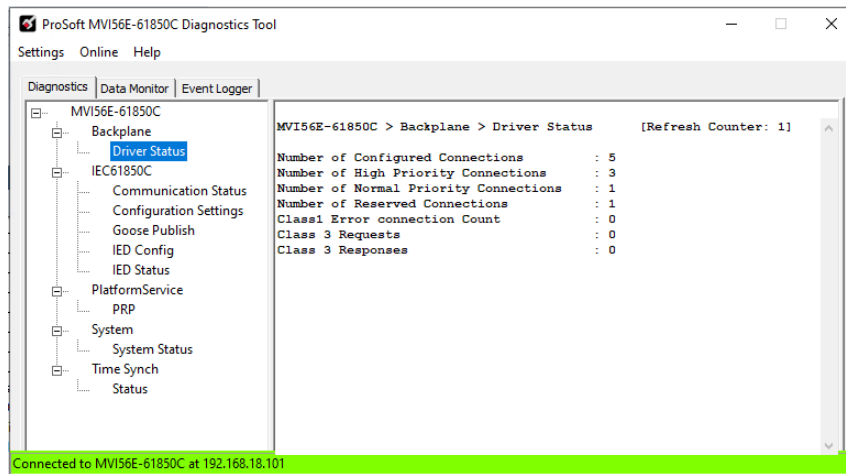 ProSoft MVI56E-61850C Diagnostics Tool
Settings Online Help
Diagnostics Data Monitor Event Logger
MVI56E-61850C
Backplane
Driver Status
IEC61850C
Communication Status
Configuration Settings
Goose Publish
IED Config
IED Status
PlatformService
PRP
System
System Status
Time Synch
Status
MVI56E-61850C > Backplane > Driver Status [Refresh Counter: 1]
Number of Configured Connections : 5
Number of High Priority Connections : 3
Number of Normal Priority Connections : 1
Number of Reserved Connections : 1
Class1 Error connection Count : 0
Class 3 Requests : 0
Class 3 Responses : 0
Connected to MVI56E-61850C at 192.168.18.101